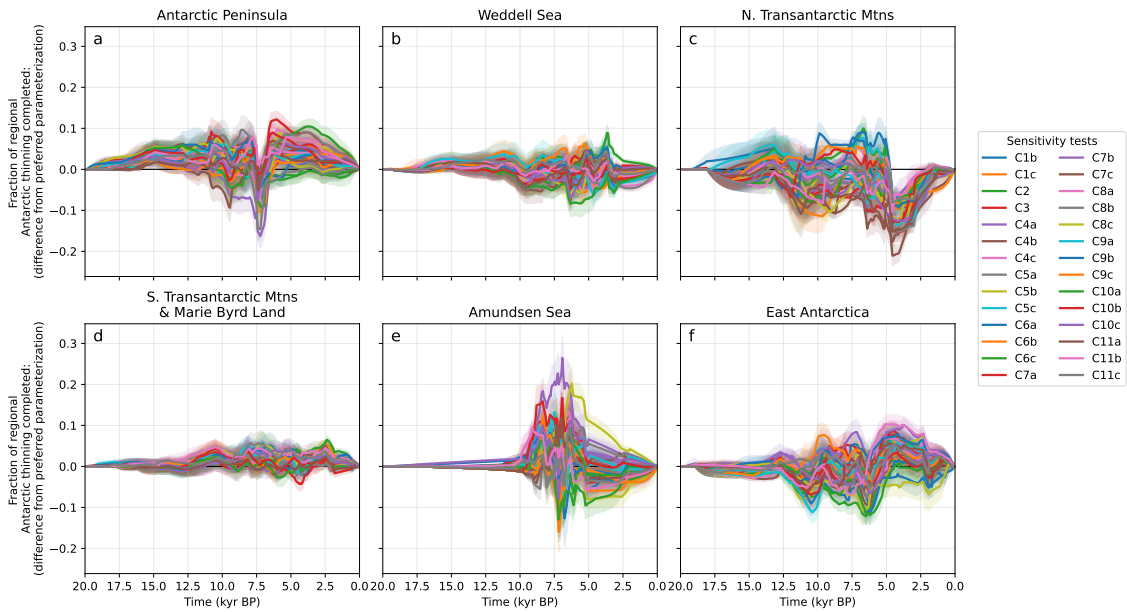 Antarctic Peninsula
Weddell Sea
N. Transantarctic Mtns
Fraction of regional
Antarctic thinning completed:
(difference from preferred parameterization)
0.3
0.2
0.1
0.0
−0.1
−0.2
a
b
c
S. Transantarctic Mtns
& Marie Byrd Land
Amundsen Sea
East Antarctica
Fraction of regional
Antarctic thinning completed:
(difference from preferred parameterization)
0.3
0.2
0.1
0.0
−0.1
−0.2
d
e
f
20.0 17.5 15.0 12.5 10.0 7.5 5.0 2.5 0.0
20.0 17.5 15.0 12.5 10.0 7.5 5.0 2.5 0.0
20.0 17.5 15.0 12.5 10.0 7.5 5.0 2.5 0.0
Time (kyr BP)
Time (kyr BP)
Time (kyr BP)
Sensitivity tests
C1b
C1c
C2
C3
C4a
C4b
C4c
C5a
C5b
C5c
C6a
C6b
C6c
C7a
C7b
C7c
C8a
C8b
C8c
C9a
C9b
C9c
C10a
C10b
C10c
C11a
C11b
C11c